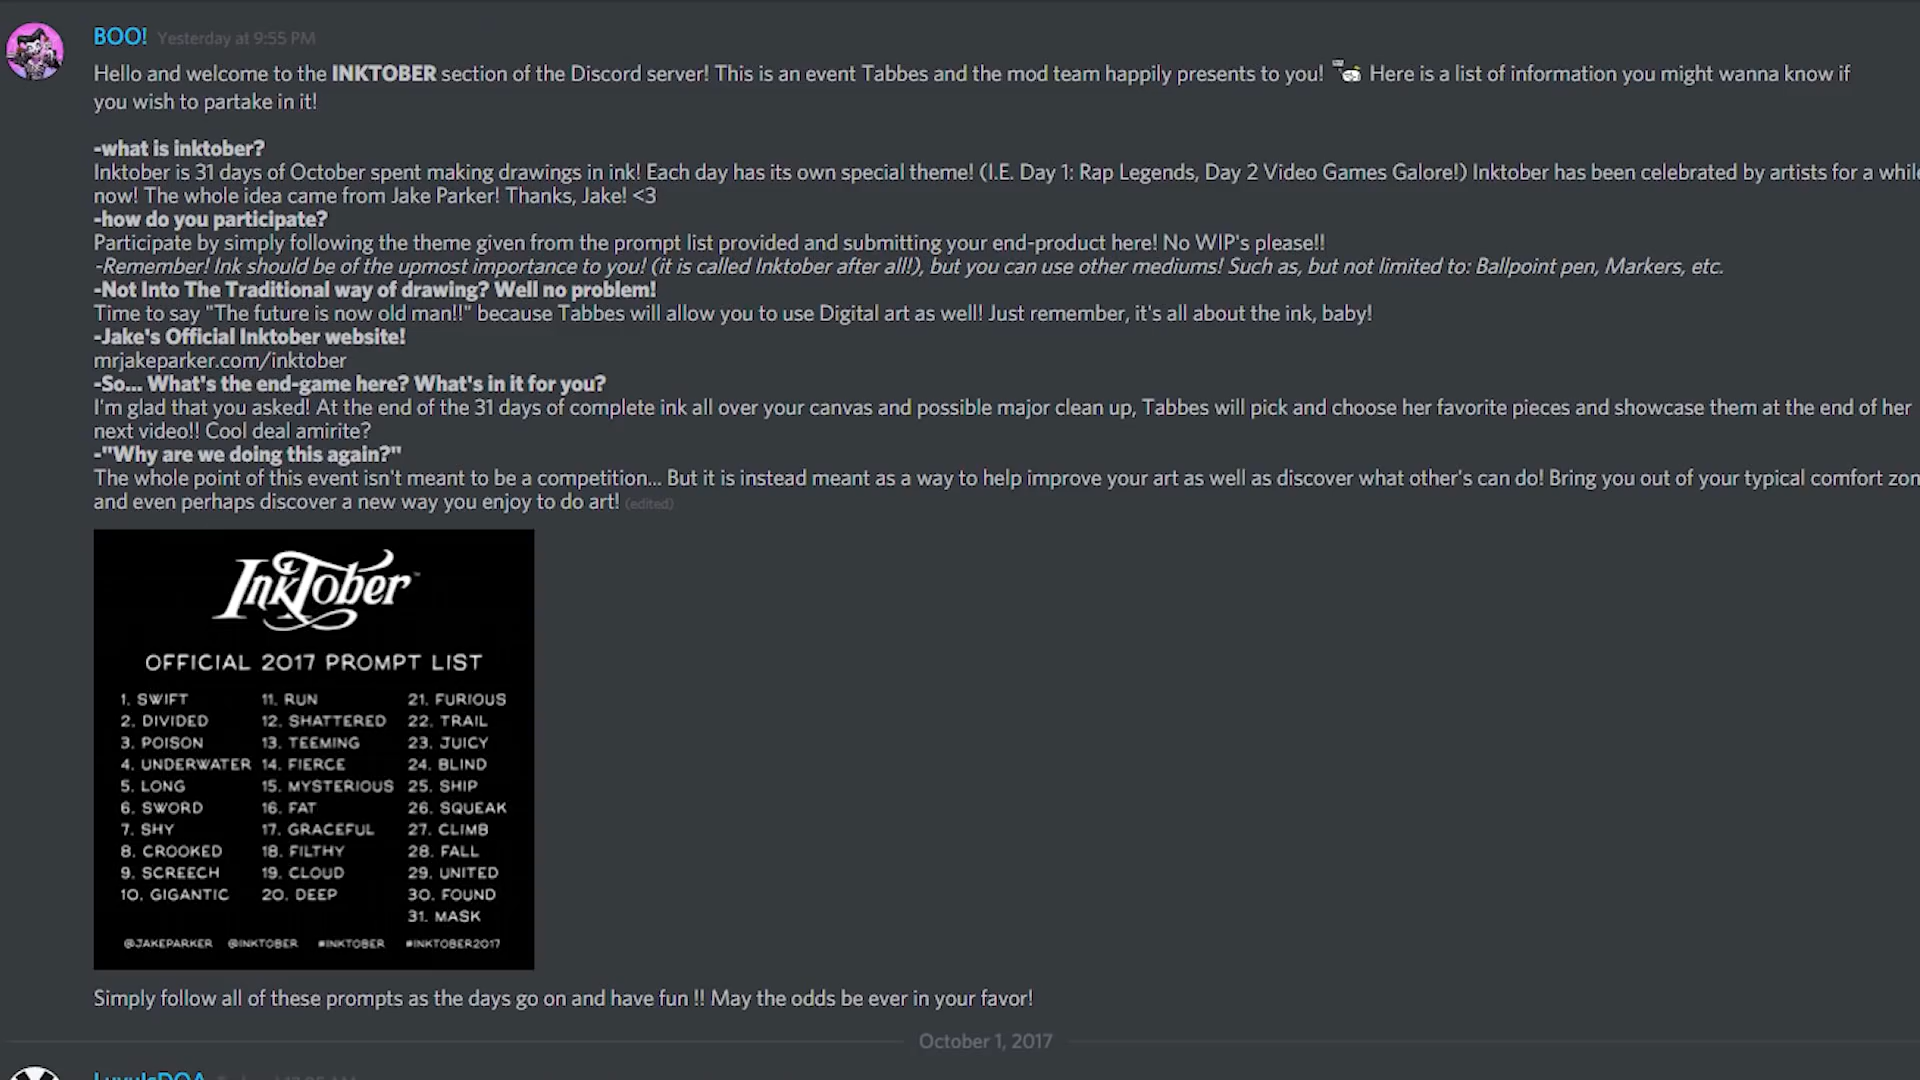 BOO! Yesterday at 9:55 PM
Hello and welcome to the INKTOBER section of the Discord server! This is an event Tabbes and the mod team happily presents to you! Here is a list of information you might wanna know if
you wish to partake in it!
-what is inktober?
Inktober is 31 days of October spent making drawings in ink! Each day has its own special theme! (I.E. Day 1: Rap Legends, Day 2 Video Games Galore!) Inktober has been celebrated by artists for a while
now! The whole idea came from Jake Parker! Thanks, Jake! <3
-how do you participate?
Participate by simply following the theme given from the prompt list provided and submitting your end-product here! No WIP's please!!
-Remember! Ink should be of the upmost importance to you! (it is called Inktober after all!), but you can use other mediums! Such as, but not limited to: Ballpoint pen, Markers, etc.
-Not Into The Traditional way of drawing? Well no problem!
Time to say "The future is now old man!!" because Tabbes will allow you to use Digital art as well! Just remember, it's all about the ink, baby!
-Jake's Official Inktober website!
mrjakeparker.com/inktober
-So... What's the end-game here? What's in it for you?
I'm glad that you asked! At the end of the 31 days of complete ink all over your canvas and possible major clean up, Tabbes will pick and choose her favorite pieces and showcase them at the end of her
next video!! Cool deal amirite?
-"Why are we doing this again?"
The whole point of this event isn't meant to be a competition... But it is instead meant as a way to help improve your art as well as discover what other's can do! Bring you out of your typical comfort zon
and even perhaps discover a new way you enjoy to do art! (edited)
InkTober™
OFFICIAL 2017 PROMPT LIST
1. SWIFT
2. DIVIDED
3. POISON
4. UNDERWATER
5. LONG
6. SWORD
7. SHY
8. CROOKED
9. SCREECH
10. GIGANTIC
11. RUN
12. SHATTERED
13. TEEMING
14. FIERCE
15. MYSTERIOUS
16. FAT
17. GRACEFUL
18. FILTHY
19. CLOUD
20. DEEP
21. FURIOUS
22. TRAIL
23. JUICY
24. BLIND
25. SHIP
26. SQUEAK
27. CLIMB
28. FALL
29. UNITED
30. FOUND
31. MASK
@JAKEPARKER @INKTOBER #INKTOBER #INKTOBER2017
Simply follow all of these prompts as the days go on and have fun !! May the odds be ever in your favor!
October 1, 2017